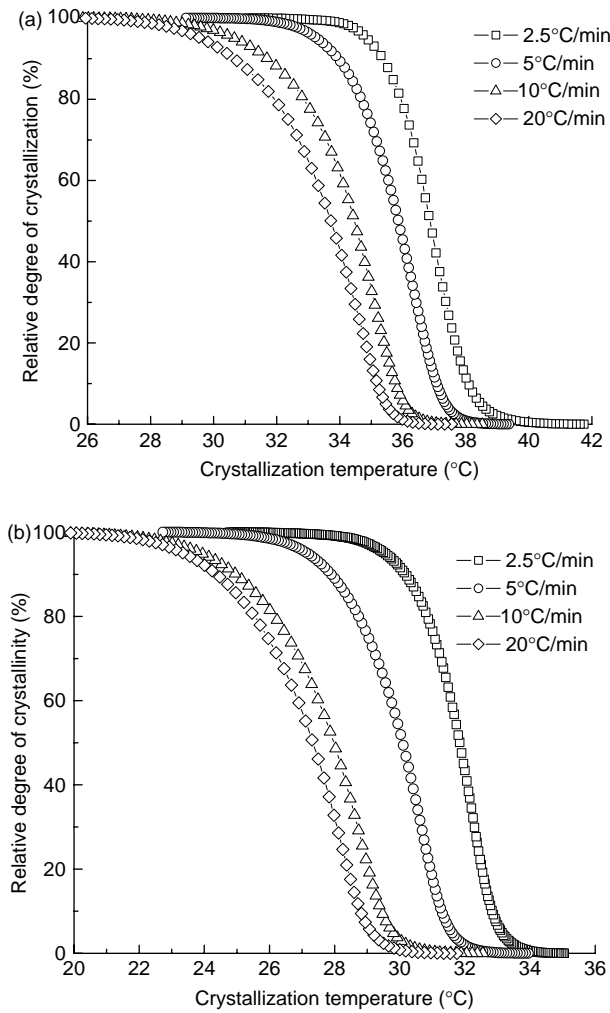 (a)
100
80
60
40
20
0
Relative degree of crystallization (%)
2.5°C/min
5°C/min
10°C/min
20°C/min
26 28 30 32 34 36 38 40 42
Crystallization temperature (°C)
(b)
100
80
60
40
20
0
Relative degree of crystallinity (%)
2.5°C/min
5°C/min
10°C/min
20°C/min
20 22 24 26 28 30 32 34 36
Crystallization temperature (°C)